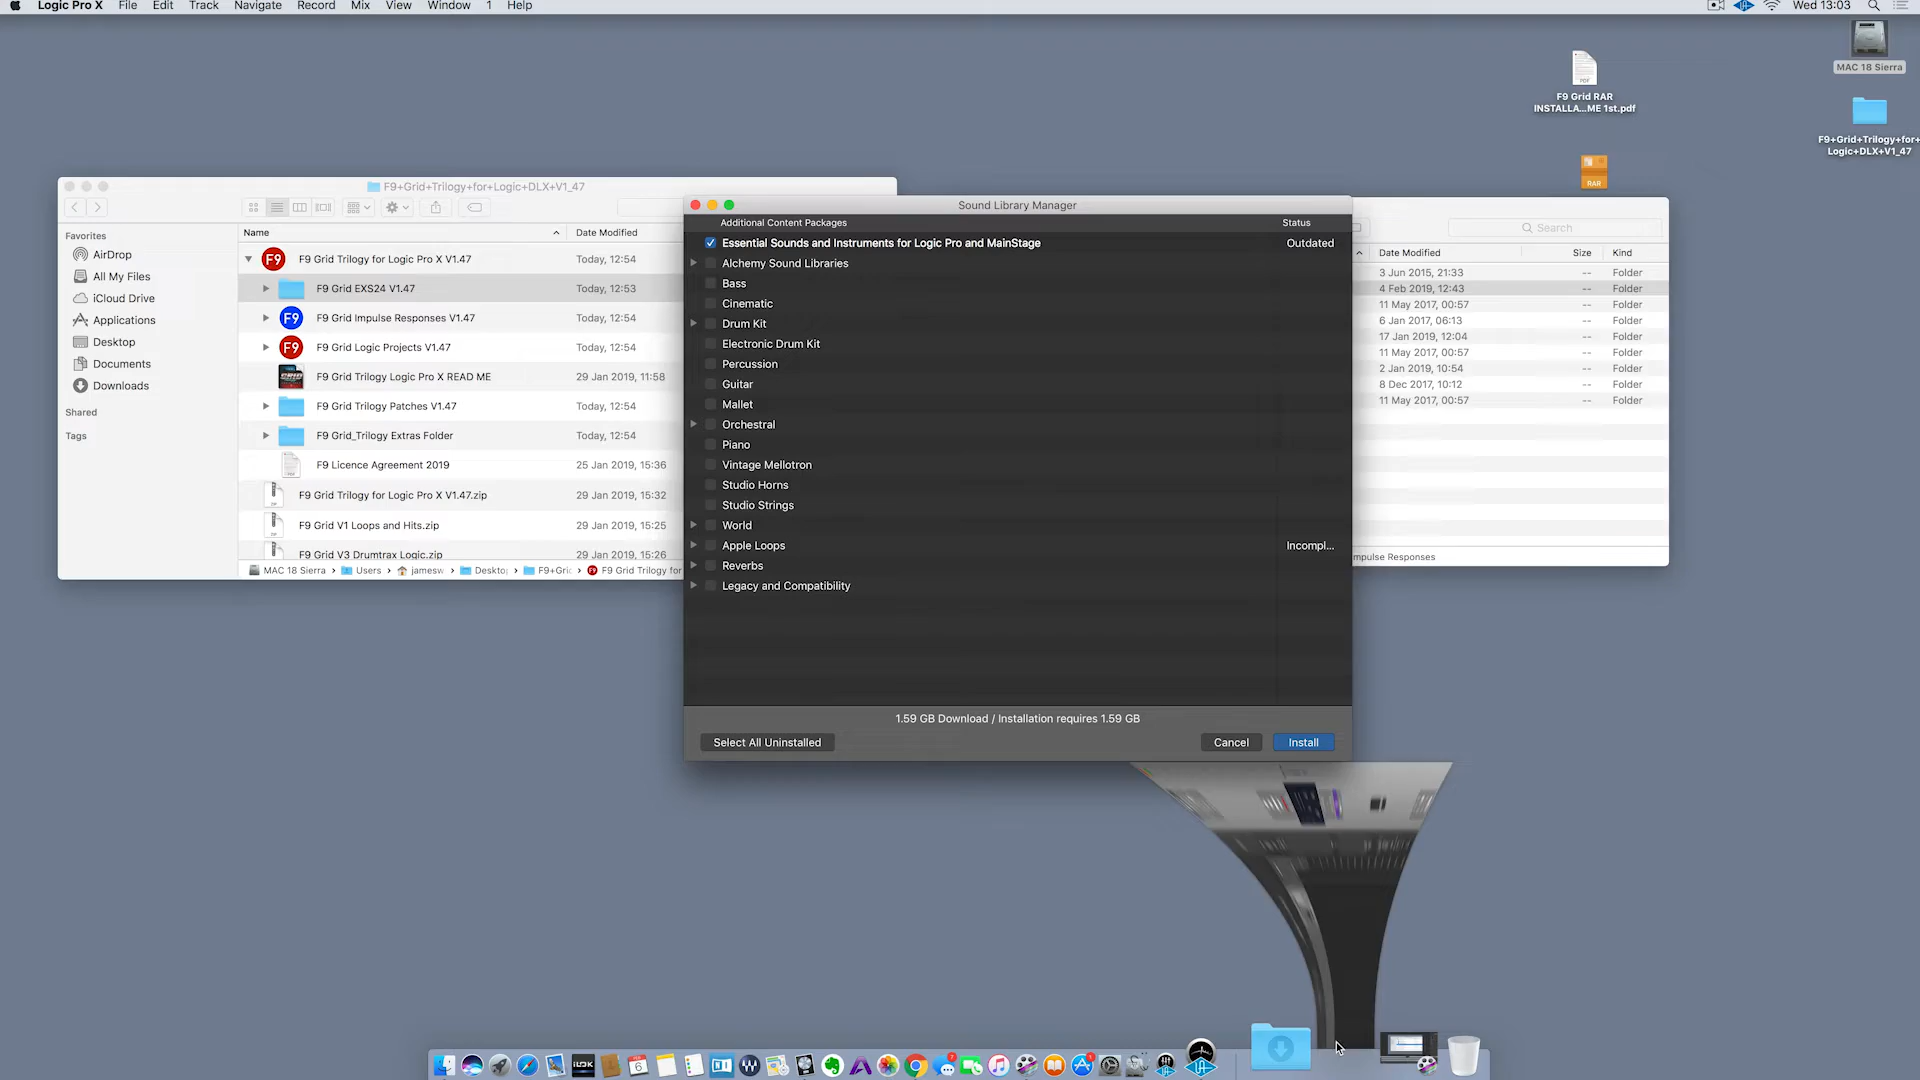 Logic Pro X File Edit Track Navigate Record Mix View Window 1 Help
Wed 13:03
MAC 18 Sierra
F9 Grid RAR
INSTALLA...ME 1st.pdf
F9+Grid+Trilogy+for+
Logic+DLX+V1_47
RAR
F9+Grid+Trilogy+for+Logic+DLX+V1_47
Favorites
AirDrop
All My Files
iCloud Drive
Applications
Desktop
Documents
Downloads
Shared
Tags
Name Date Modified
F9 F9 Grid Trilogy for Logic Pro X V1.47 Today, 12:54
F9 Grid EXS24 V1.47 Today, 12:53
F9 F9 Grid Impulse Responses V1.47 Today, 12:54
F9 F9 Grid Logic Projects V1.47 Today, 12:54
F9 Grid Trilogy Logic Pro X READ ME 29 Jan 2019, 11:58
F9 Grid Trilogy Patches V1.47 Today, 12:54
F9 Grid_Trilogy Extras Folder Today, 12:54
F9 Licence Agreement 2019 25 Jan 2019, 15:36
F9 Grid Trilogy for Logic Pro X V1.47.zip 29 Jan 2019, 15:32
F9 Grid V1 Loops and Hits.zip 29 Jan 2019, 15:25
F9 Grid V3 Drumtrax Logic.zip 29 Jan 2019, 15:26
MAC 18 Sierra › Users › jamesw › Desktop › F9+Gric › F9 Grid Trilogy for
Sound Library Manager
Additional Content Packages Status
Essential Sounds and Instruments for Logic Pro and MainStage Outdated
Alchemy Sound Libraries
Bass
Cinematic
Drum Kit
Electronic Drum Kit
Percussion
Guitar
Mallet
Orchestral
Piano
Vintage Mellotron
Studio Horns
Studio Strings
World
Apple Loops Incompl...
Reverbs
Legacy and Compatibility
1.59 GB Download / Installation requires 1.59 GB
Select All Uninstalled Cancel Install
Search
Date Modified Size Kind
3 Jun 2015, 21:33 -- Folder
4 Feb 2019, 12:43 -- Folder
11 May 2017, 00:57 -- Folder
6 Jan 2017, 06:13 -- Folder
17 Jan 2019, 12:04 -- Folder
11 May 2017, 00:57 -- Folder
2 Jan 2019, 10:54 -- Folder
8 Dec 2017, 10:12 -- Folder
11 May 2017, 00:57 -- Folder
mpulse Responses